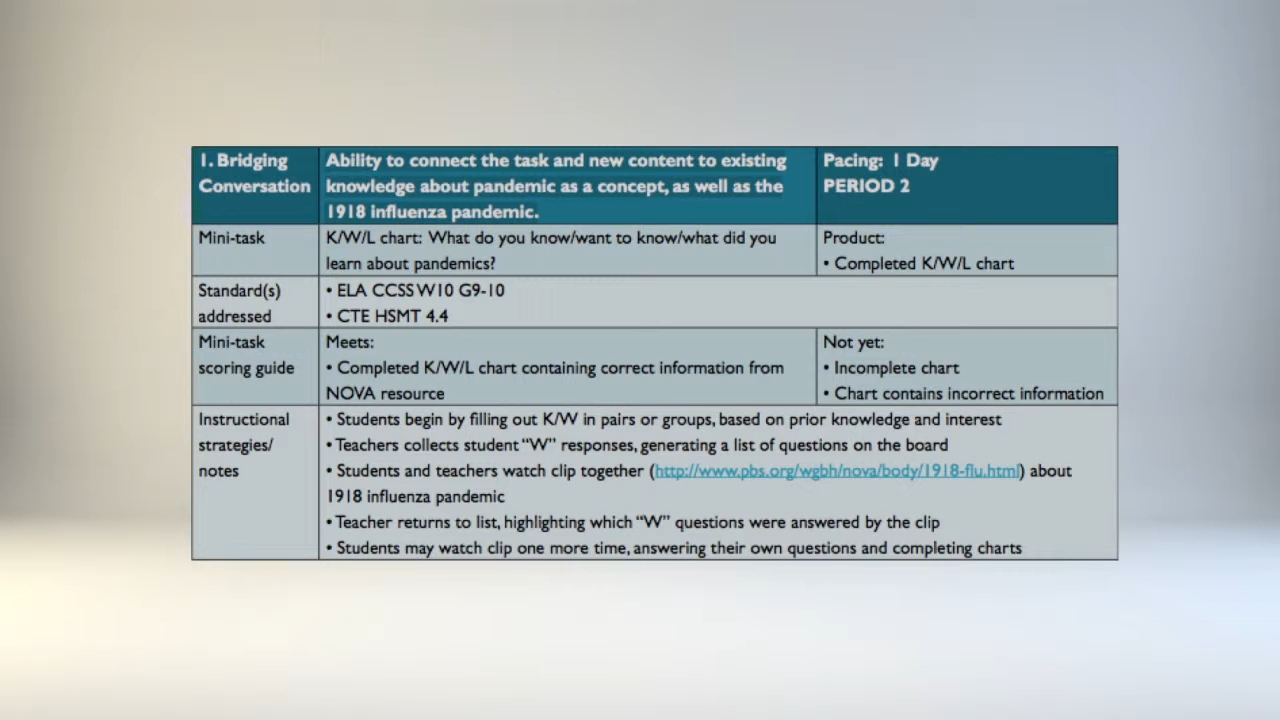 1. Bridging
Conversation
Ability to connect the task and new content to existing
knowledge about pandemic as a concept, as well as the
1918 influenza pandemic.
Pacing: 1 Day
PERIOD 2
Mini-task
K/W/L chart: What do you know/want to know/what did you
learn about pandemics?
Product:
• Completed K/W/L chart
Standard(s)
addressed
• ELA CCSS W10 G9-10
• CTE HSMT 4.4
Mini-task
scoring guide
Meets:
• Completed K/W/L chart containing correct information from
NOVA resource
Not yet:
• Incomplete chart
• Chart contains incorrect information
Instructional
strategies/
notes
• Students begin by filling out K/W in pairs or groups, based on prior knowledge and interest
• Teachers collects student “W” responses, generating a list of questions on the board
• Students and teachers watch clip together (http://www.pbs.org/wgbh/nova/body/1918-flu.html) about
1918 influenza pandemic
• Teacher returns to list, highlighting which “W” questions were answered by the clip
• Students may watch clip one more time, answering their own questions and completing charts